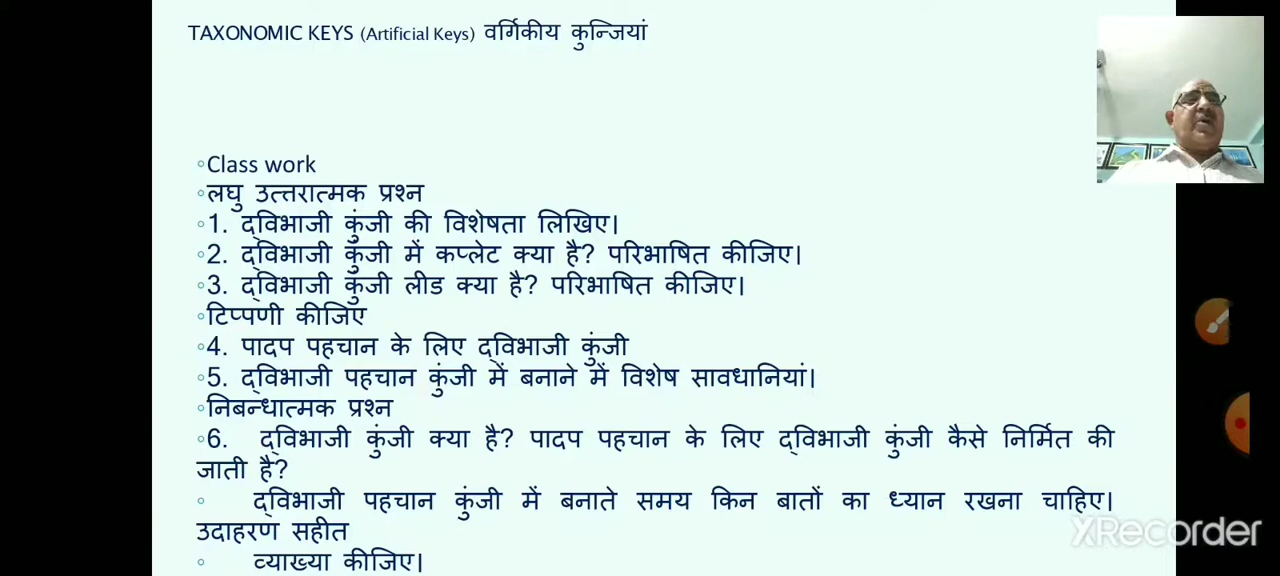 TAXONOMIC KEYS (Artificial Keys) वर्गिकीय कुन्जियां
◦Class work
◦लघु उत्तरात्मक प्रश्न
◦1. द्विभाजी कुंजी की विशेषता लिखिए।
◦2. द्विभाजी कुंजी में कप्लेट क्या है? परिभाषित कीजिए।
◦3. द्विभाजी कुंजी लीड क्या है? परिभाषित कीजिए।
◦टिप्पणी कीजिए
◦4. पादप पहचान के लिए द्विभाजी कुंजी
◦5. द्विभाजी पहचान कुंजी में बनाने में विशेष सावधानियां।
◦निबन्धात्मक प्रश्न
◦6. द्विभाजी कुंजी क्या है? पादप पहचान के लिए द्विभाजी कुंजी कैसे निर्मित की
जाती है?
◦ द्विभाजी पहचान कुंजी में बनाते समय किन बातों का ध्यान रखना चाहिए।
उदाहरण सहीत
◦ व्याख्या कीजिए।
XRecorder